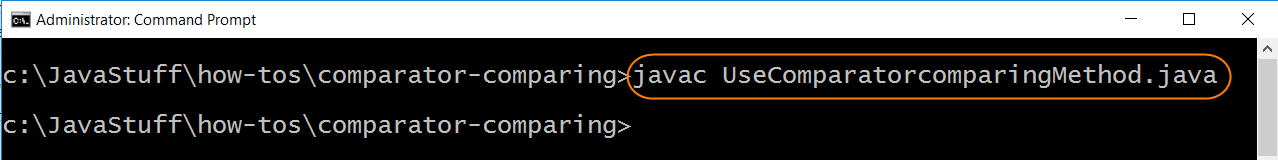 Administrator: Command Prompt
c:\JavaStuff\how-tos\comparator-comparing>javac UseComparatorcomparingMethod.java
c:\JavaStuff\how-tos\comparator-comparing>